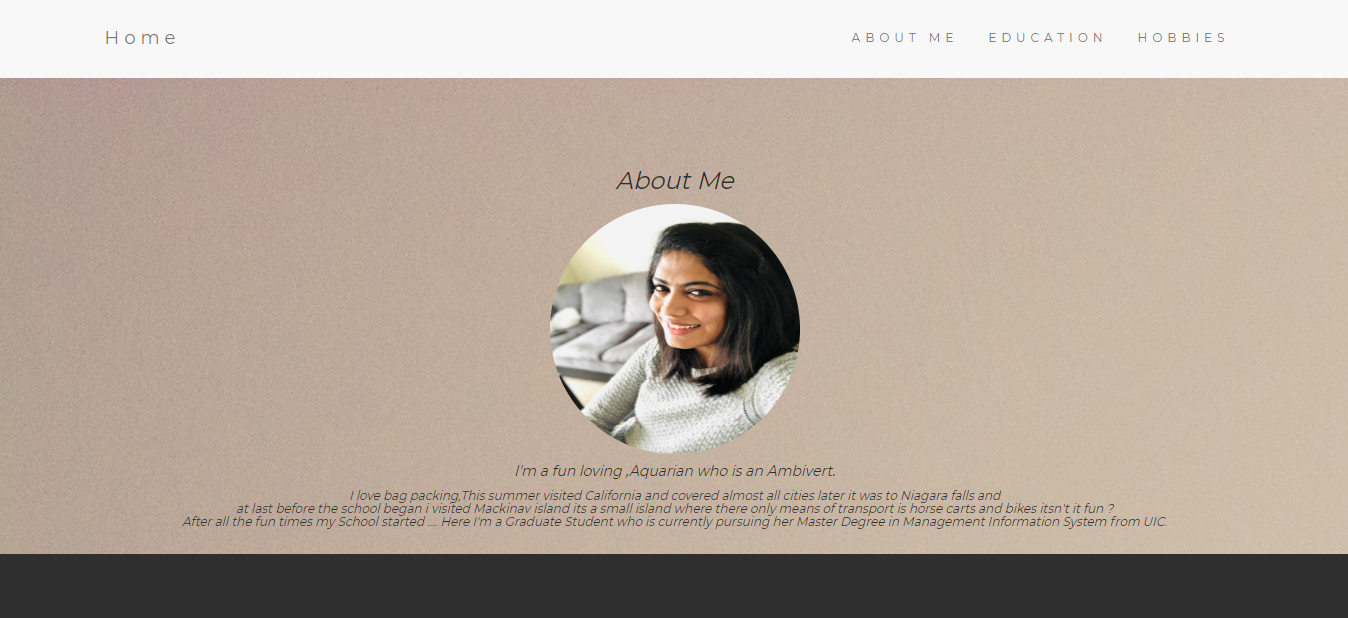 Home
ABOUT ME EDUCATION HOBBIES
About Me
I'm a fun loving ,Aquarian who is an Ambivert.
I love bag packing,This summer visited California and covered almost all cities later it was to Niagara falls and
at last before the school began i visited Mackinav island its a small island where there only means of transport is horse carts and bikes itsn't it fun ?
After all the fun times my School started .... Here I'm a Graduate Student who is currently pursuing her Master Degree in Management Information System from UIC.